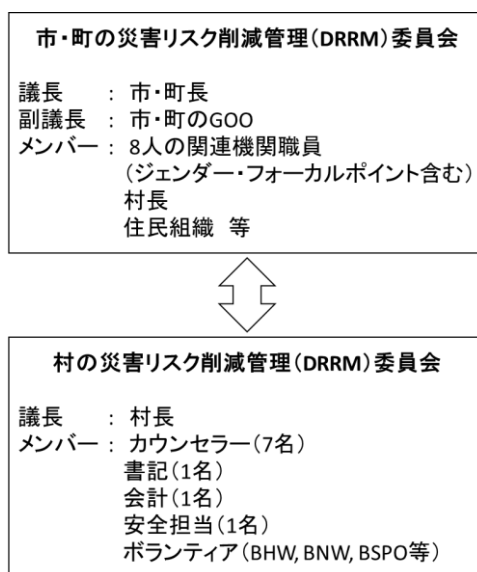 市・町の災害リスク削減管理（DRRM）委員会
議長　　： 市・町長
副議長 ： 市・町のGOO
メンバー： 8人の関連機関職員
（ジェンダー・フォーカルポイント含む）
村長
住民組織　等
村の災害リスク削減管理（DRRM）委員会
議長　　： 村長
メンバー： カウンセラー（7名）
書記（1名）
会計（1名）
安全担当（1名）
ボランティア（BHW, BNW, BSPO等）